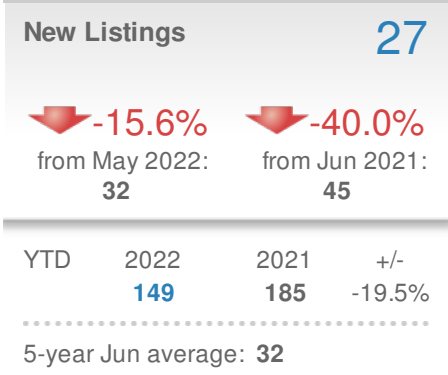 New Listings 27
-15.6% -40.0%
from May 2022: from Jun 2021:
32 45
YTD 2022 2021 +/-
149 185 -19.5%
5-year Jun average: 32